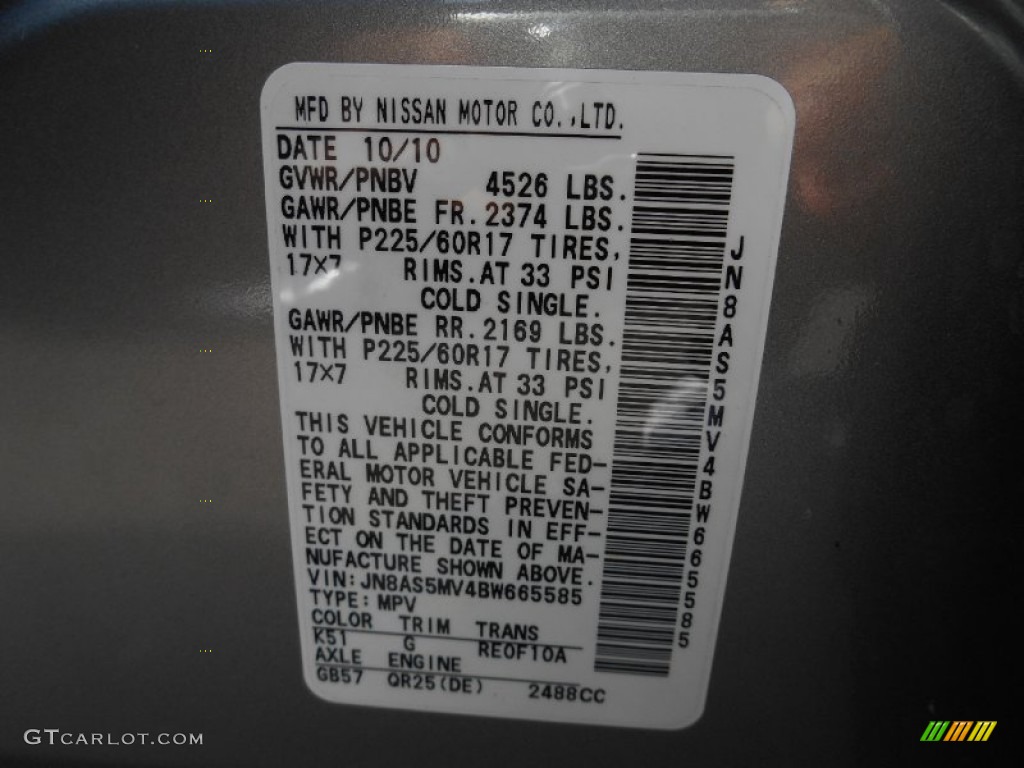 MFD BY NISSAN MOTOR CO.,LTD.
DATE 10/10
GVWR/PNBV 4526 LBS.
GAWR/PNBE FR. 2374 LBS.
WITH P225/60R17 TIRES,
17×7 RIMS. AT 33 PSI
COLD SINGLE.
GAWR/PNBE RR. 2169 LBS.
WITH P225/60R17 TIRES,
17×7 RIMS. AT 33 PSI
COLD SINGLE.
THIS VEHICLE CONFORMS
TO ALL APPLICABLE FED-
ERAL MOTOR VEHICLE SA-
FETY AND THEFT PREVEN-
TION STANDARDS IN EFF-
ECT ON THE DATE OF MA-
NUFACTURE SHOWN ABOVE.
VIN: JN8AS5MV4BW665585
TYPE: MPV
COLOR TRIM TRANS
K51 G RE0F10A
AXLE ENGINE
GB57 QR25(DE) 2488CC
JN8AS5MV4BW665585
GTCARLOT.COM